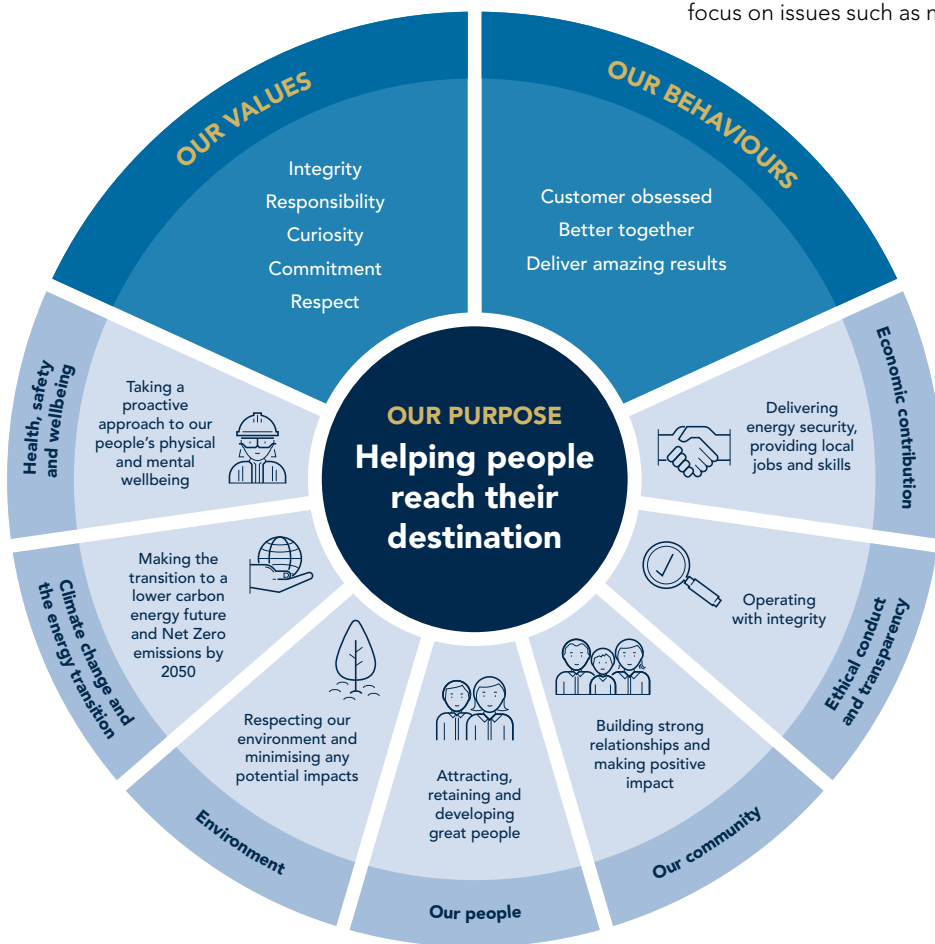 focus on issues such as
OUR VALUES
Integrity
Responsibility
Curiosity
Commitment
Respect
OUR BEHAVIOURS
Customer obsessed
Better together
Deliver amazing results
OUR PURPOSE
Helping people
reach their
destination
Health, safety
and wellbeing
Taking a
proactive
approach to our
people's physical
and mental
wellbeing
Climate change and
the energy transition
Making the
transition to a
lower carbon
energy future
and Net Zero
emissions by
2050
Environment
Respecting our
environment and
minimising any
potential impacts
Our people
Attracting,
retaining and
developing
great people
Our community
Building strong
relationships and
making positive
impact
Ethical conduct
and transparency
Operating
with integrity
Economic contribution
Delivering
energy security,
providing local
jobs and skills